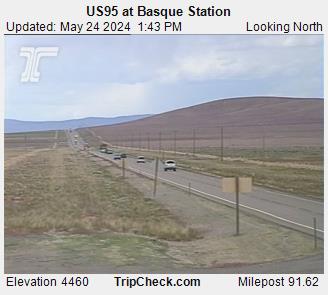 US95 at Basque Station
Updated: May 24 2024 1:43 PM Looking North
Elevation 4460 TripCheck.com Milepost 91.62